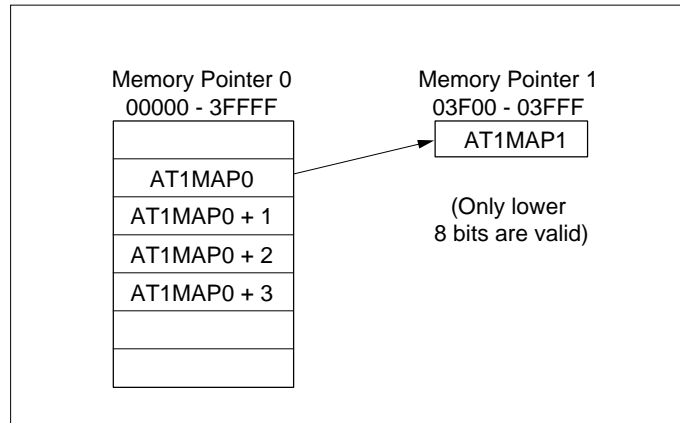 Memory Pointer 0
00000 - 3FFFF
AT1MAP0
AT1MAP0 + 1
AT1MAP0 + 2
AT1MAP0 + 3
Memory Pointer 1
03F00 - 03FFF
AT1MAP1
(Only lower
8 bits are valid)